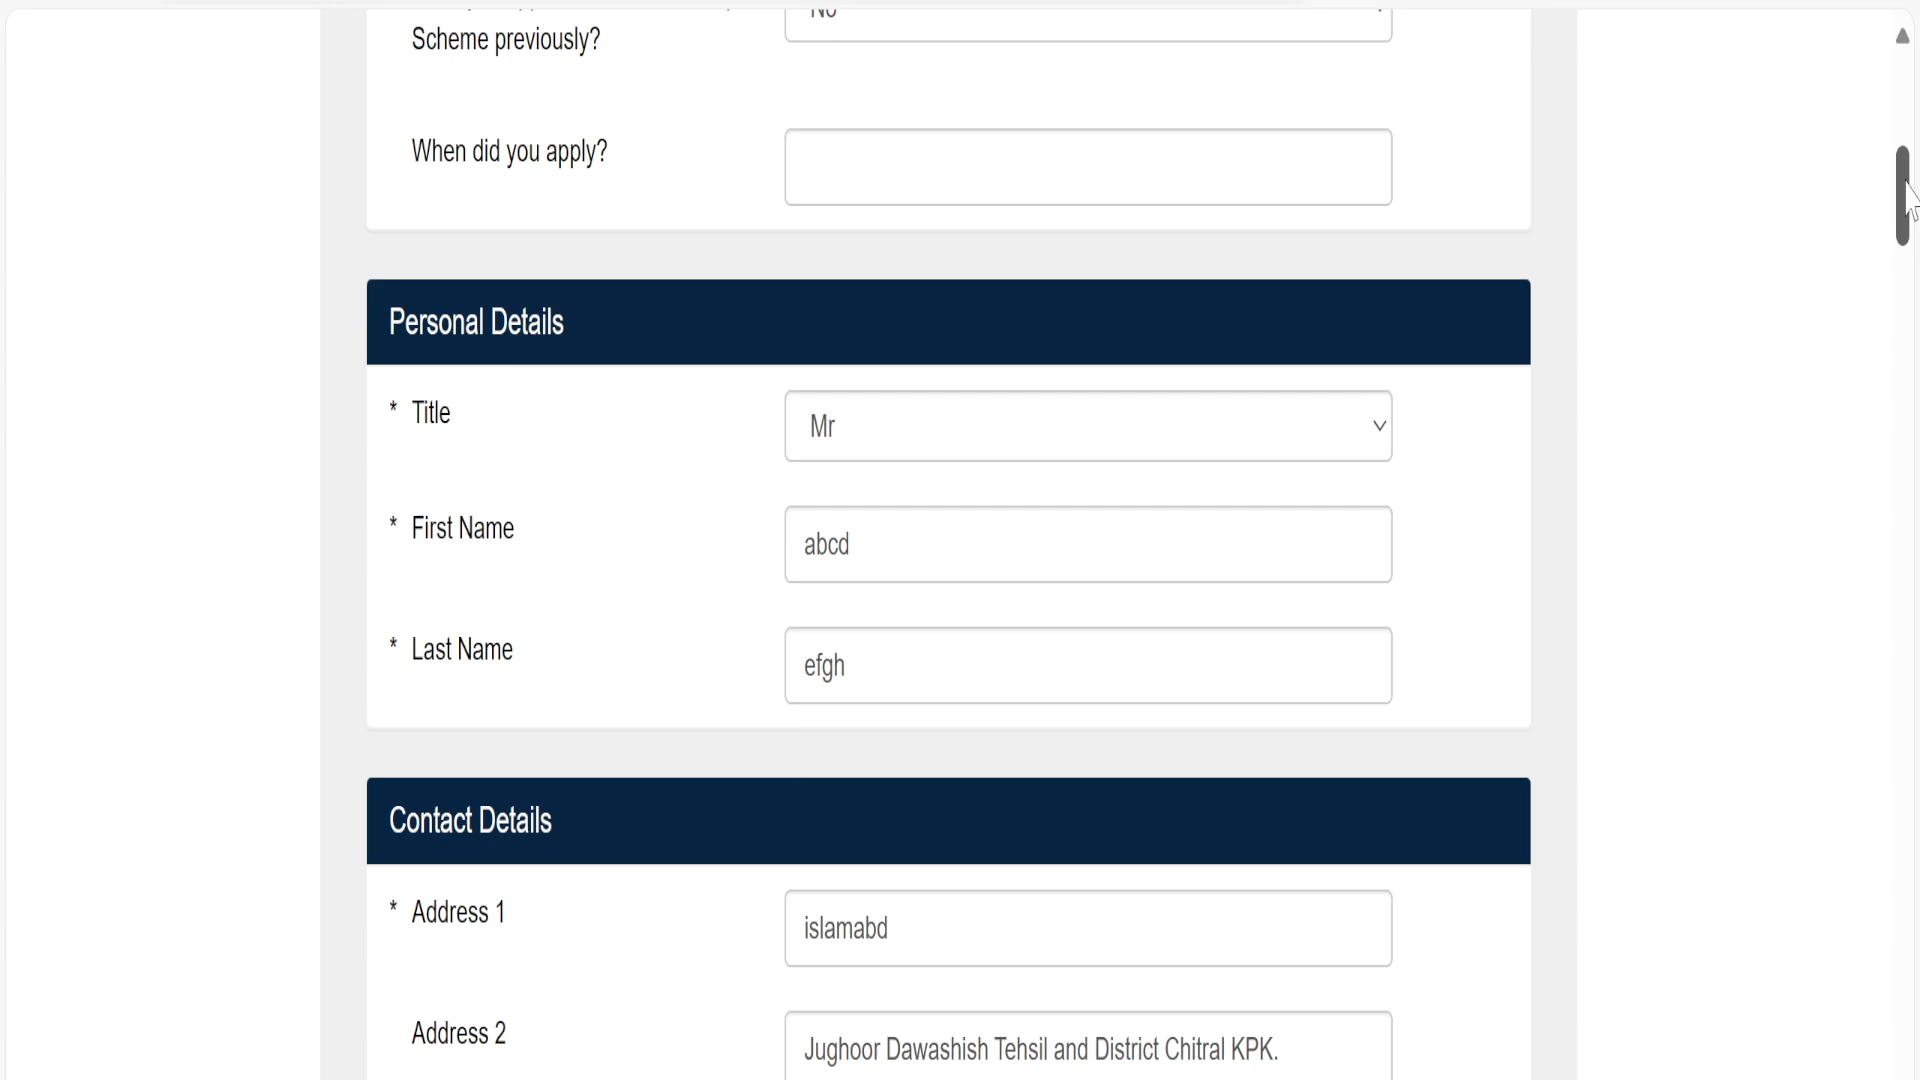 No
Scheme previously?
When did you apply?
Personal Details
* Title
Mr
* First Name
abcd
* Last Name
efgh
Contact Details
* Address 1
islamabd
Address 2
Jughoor Dawashish Tehsil and District Chitral KPK.